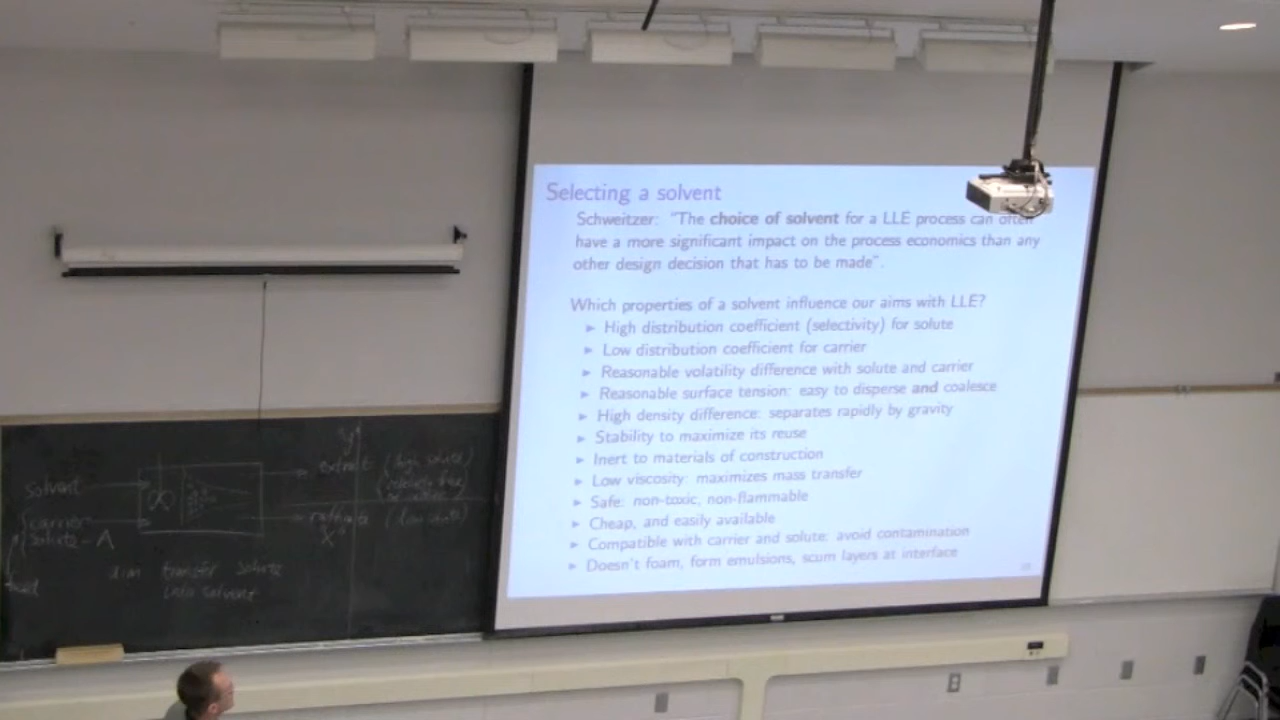 Selecting a solvent
Schweitzer: "The choice of solvent for a LLE process can often
have a more significant impact on the process economics than any
other design decision that has to be made".
Which properties of a solvent influence our aims with LLE?
► High distribution coefficient (selectivity) for solute
► Low distribution coefficient for carrier
► Reasonable volatility difference with solute and carrier
► Reasonable surface tension: easy to disperse and coalesce
► High density difference: separates rapidly by gravity
► Stability to maximize its reuse
► Inert to materials of construction
► Low viscosity: maximizes mass transfer
► Safe: non-toxic, non-flammable
► Cheap, and easily available
► Compatible with carrier and solute: avoid contamination
► Doesn't foam, form emulsions, scum layers at interface
solvent
carrier
solute - A
extract (high solute)
raffinate (low solute)
aim transfer solute
into solvent